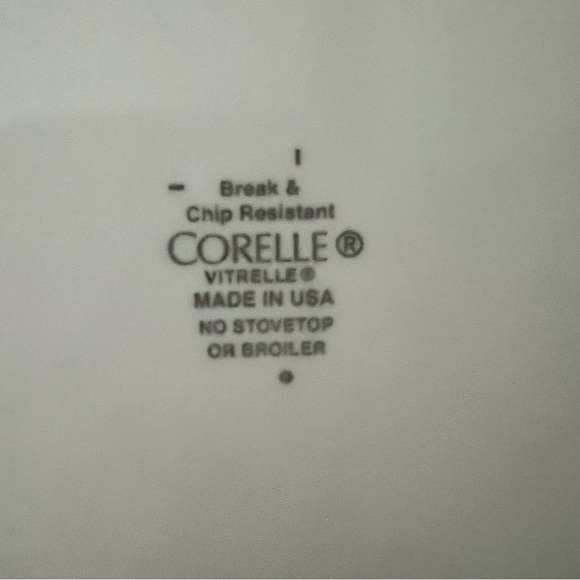 Break &
Chip Resistant
CORELLE®
VITRELLE®
MADE IN USA
NO STOVETOP
OR BROILER